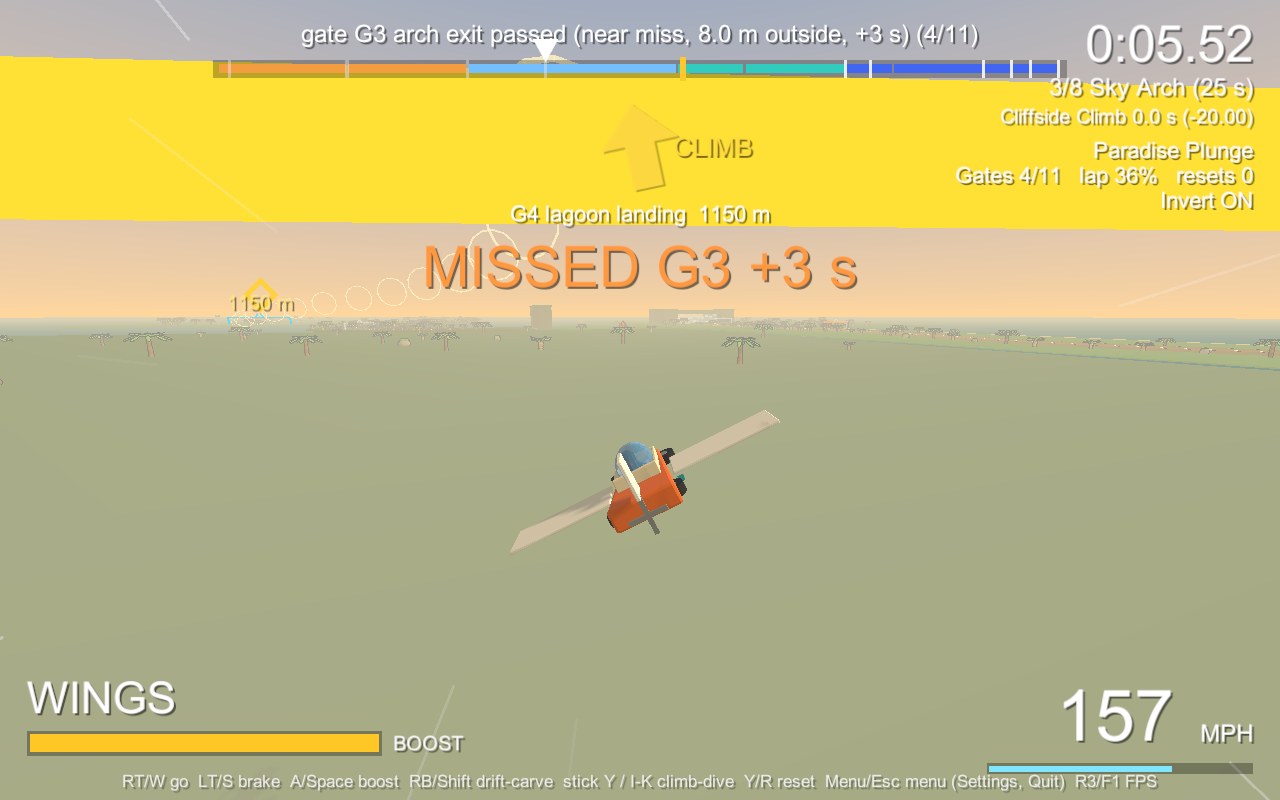 gate G3 arch exit passed (near miss, 8.0 m outside, +3 s) (4/11)
0:05.52
3/8 Sky Arch (25 s)
Cliffside Climb 0.0 s (-20.00)
CLIMB
Paradise Plunge
Gates 4/11 lap 36% resets 0
Invert ON
G4 lagoon landing 1150 m
MISSED G3 +3 s
1150 m
WINGS
BOOST
157 MPH
RT/W go LT/S brake A/Space boost RB/Shift drift-carve stick Y / I-K climb-dive Y/R reset Menu/Esc menu (Settings, Quit) R3/F1 FPS